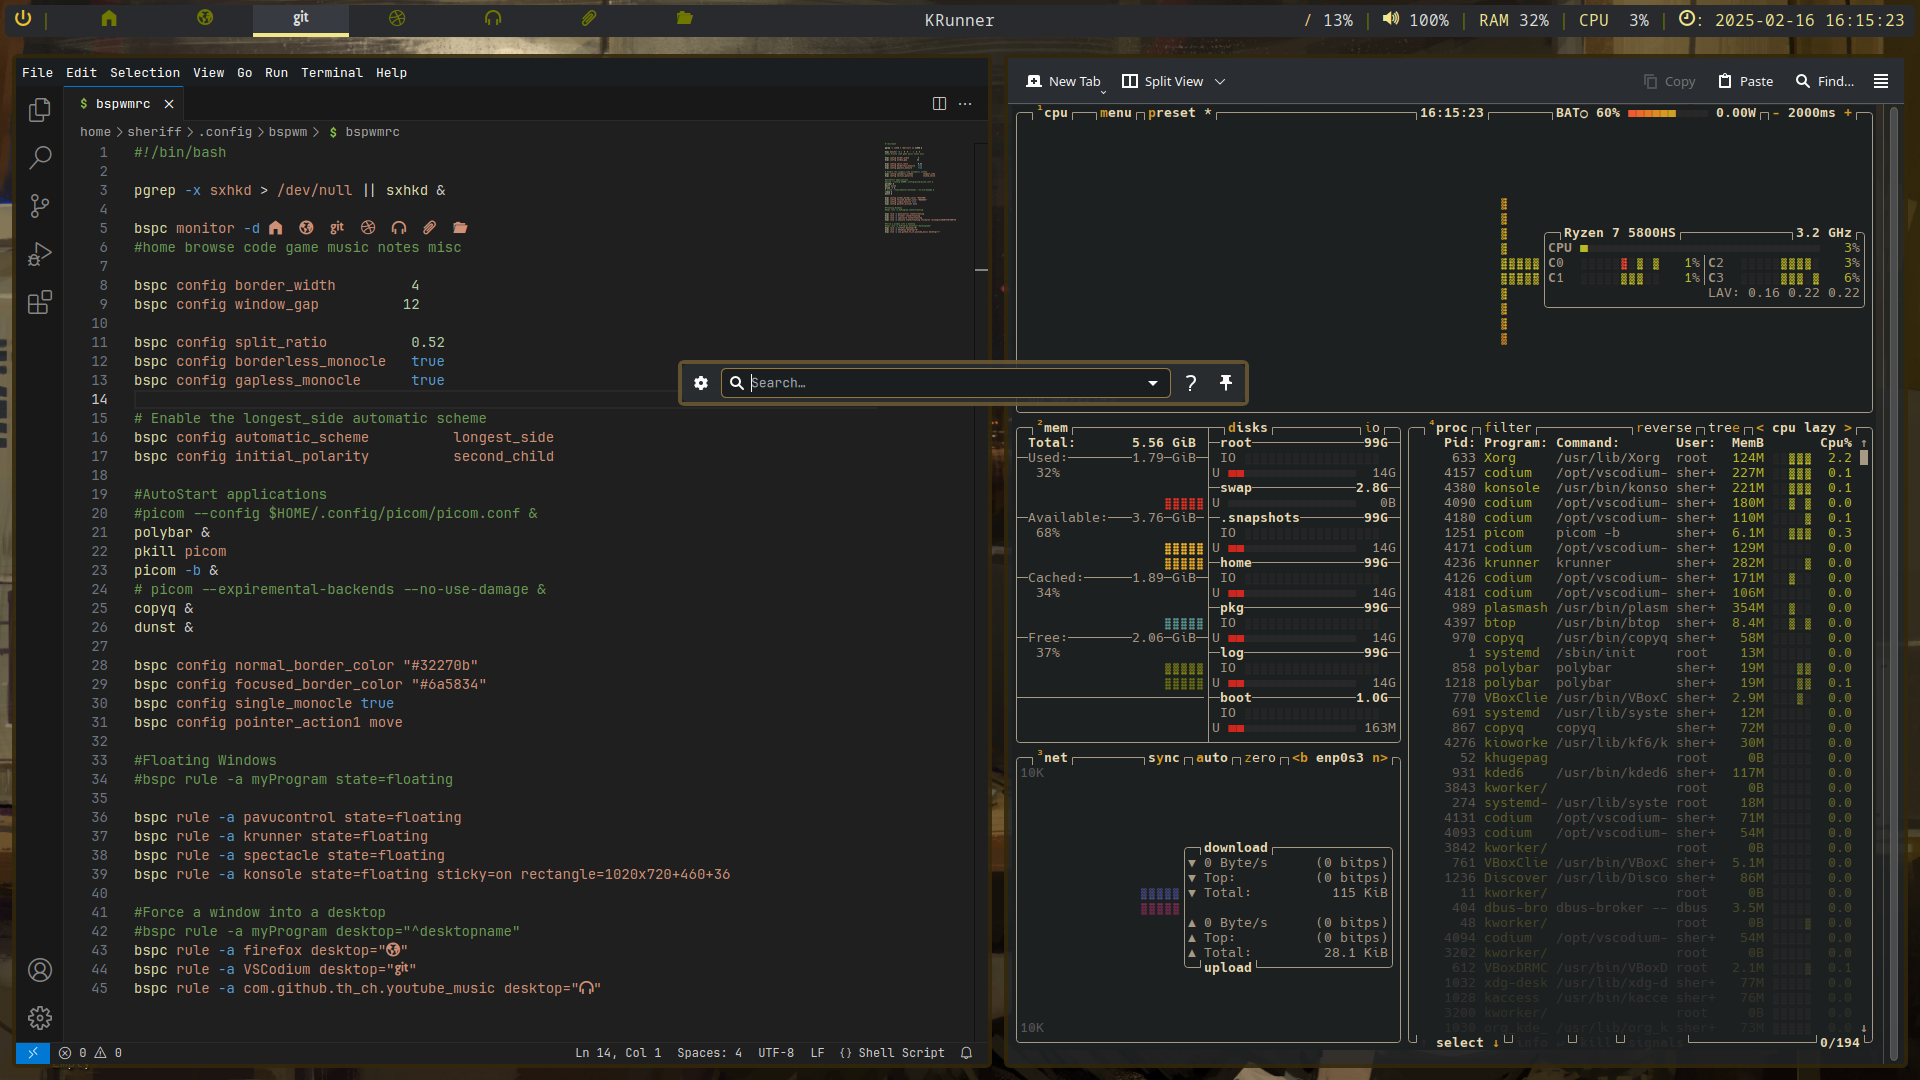 git
KRunner
/ 13% | 100% | RAM 32% | CPU 3% | : 2025-02-16 16:15:23
File Edit Selection View Go Run Terminal Help
$ bspwmrc
home > sheriff > .config > bspwm > $ bspwmrc
1 #!/bin/bash
2
3 pgrep -x sxhkd > /dev/null || sxhkd &
4
5 bspc monitor -d git
6 #home browse code game music notes misc
7
8 bspc config border_width 4
9 bspc config window_gap 12
10
11 bspc config split_ratio 0.52
12 bspc config borderless_monocle true
13 bspc config gapless_monocle true
14
15 # Enable the longest_side automatic scheme
16 bspc config automatic_scheme longest_side
17 bspc config initial_polarity second_child
18
19 #AutoStart applications
20 #picom --config $HOME/.config/picom/picom.conf &
21 polybar &
22 pkill picom
23 picom -b &
24 # picom --expiremental-backends --no-use-damage &
25 copyq &
26 dunst &
27
28 bspc config normal_border_color "#32270b"
29 bspc config focused_border_color "#6a5834"
30 bspc config single_monocle true
31 bspc config pointer_action1 move
32
33 #Floating Windows
34 #bspc rule -a myProgram state=floating
35
36 bspc rule -a pavucontrol state=floating
37 bspc rule -a krunner state=floating
38 bspc rule -a spectacle state=floating
39 bspc rule -a konsole state=floating sticky=on rectangle=1020x720+460+36
40
41 #Force a window into a desktop
42 #bspc rule -a myProgram desktop="^desktopname"
43 bspc rule -a firefox desktop=""
44 bspc rule -a VSCodium desktop="git"
45 bspc rule -a com.github.th_ch.youtube_music desktop=""
0 0
Ln 14, Col 1 Spaces: 4 UTF-8 LF {} Shell Script
Search...
?
New Tab Split View Copy Paste Find...
1cpu menu preset * 16:15:23 BAT○ 60% 0.00W - 2000ms +
Ryzen 7 5800HS 3.2 GHz
CPU 3%
C0 1% C2 3%
C1 1% C3 6%
LAV: 0.16 0.22 0.22
2mem disks io
Total: 5.56 GiB
Used: 1.79 GiB
32%
Available: 3.76 GiB
68%
Cached: 1.89 GiB
34%
Free: 2.06 GiB
37%
root 99G
IO
U 14G
swap 2.8G
U 0B
.snapshots 99G
IO
U 14G
home 99G
IO
U 14G
pkg 99G
IO
U 14G
log 99G
IO
U 14G
boot 1.0G
IO
U 163M
3net sync auto zero <b enp0s3 n>
10K
download
▼ 0 Byte/s (0 bitps)
▼ Top: (0 bitps)
▼ Total: 115 KiB
▲ 0 Byte/s (0 bitps)
▲ Top: (0 bitps)
▲ Total: 28.1 KiB
upload
10K
4proc filter reverse tree < cpu lazy >
Pid: Program: Command: User: MemB Cpu% ↑
633 Xorg /usr/lib/Xorg root 124M 2.2
4157 codium /opt/vscodium- sher+ 227M 0.1
4380 konsole /usr/bin/konso sher+ 221M 0.1
4090 codium /opt/vscodium- sher+ 180M 0.0
4180 codium /opt/vscodium- sher+ 110M 0.1
1251 picom picom -b sher+ 6.1M 0.3
4171 codium /opt/vscodium- sher+ 129M 0.0
4236 krunner krunner sher+ 282M 0.0
4126 codium /opt/vscodium- sher+ 171M 0.0
4181 codium /opt/vscodium- sher+ 106M 0.0
989 plasmash /usr/bin/plasm sher+ 354M 0.0
4397 btop /usr/bin/btop sher+ 8.4M 0.0
970 copyq /usr/bin/copyq sher+ 58M 0.0
1 systemd /sbin/init root 13M 0.0
858 polybar polybar sher+ 19M 0.0
1218 polybar polybar sher+ 19M 0.1
770 VBoxClie /usr/bin/VBoxC sher+ 2.9M 0.0
691 systemd /usr/lib/syste sher+ 12M 0.0
867 copyq copyq sher+ 72M 0.0
4276 kioworke /usr/lib/kf6/k sher+ 30M 0.0
52 khugepag root 0B 0.0
931 kded6 /usr/bin/kded6 sher+ 117M 0.0
3843 kworker/ root 0B 0.0
274 systemd- /usr/lib/syste root 18M 0.0
4131 codium /opt/vscodium- sher+ 71M 0.0
4093 codium /opt/vscodium- sher+ 54M 0.0
3842 kworker/ root 0B 0.0
761 VBoxClie /usr/bin/VBoxC sher+ 5.1M 0.0
1236 Discover /usr/lib/Disco sher+ 86M 0.0
11 kworker/ root 0B 0.0
404 dbus-bro dbus-broker -- dbus 3.5M 0.0
48 kworker/ root 0B 0.0
4094 codium /opt/vscodium- sher+ 54M 0.0
3202 kworker/ root 0B 0.0
612 VBoxDRMC /usr/bin/VBoxD root 2.1M 0.1
1032 xdg-desk /usr/lib/xdg-d sher+ 77M 0.0
1028 kaccess /usr/bin/kacce sher+ 76M 0.0
3200 kworker/ root 0B 0.0
1030 org_kde_ /usr/lib/org_k sher+ 73M 0.0 ↓
select ↓ info kill signals 0/194